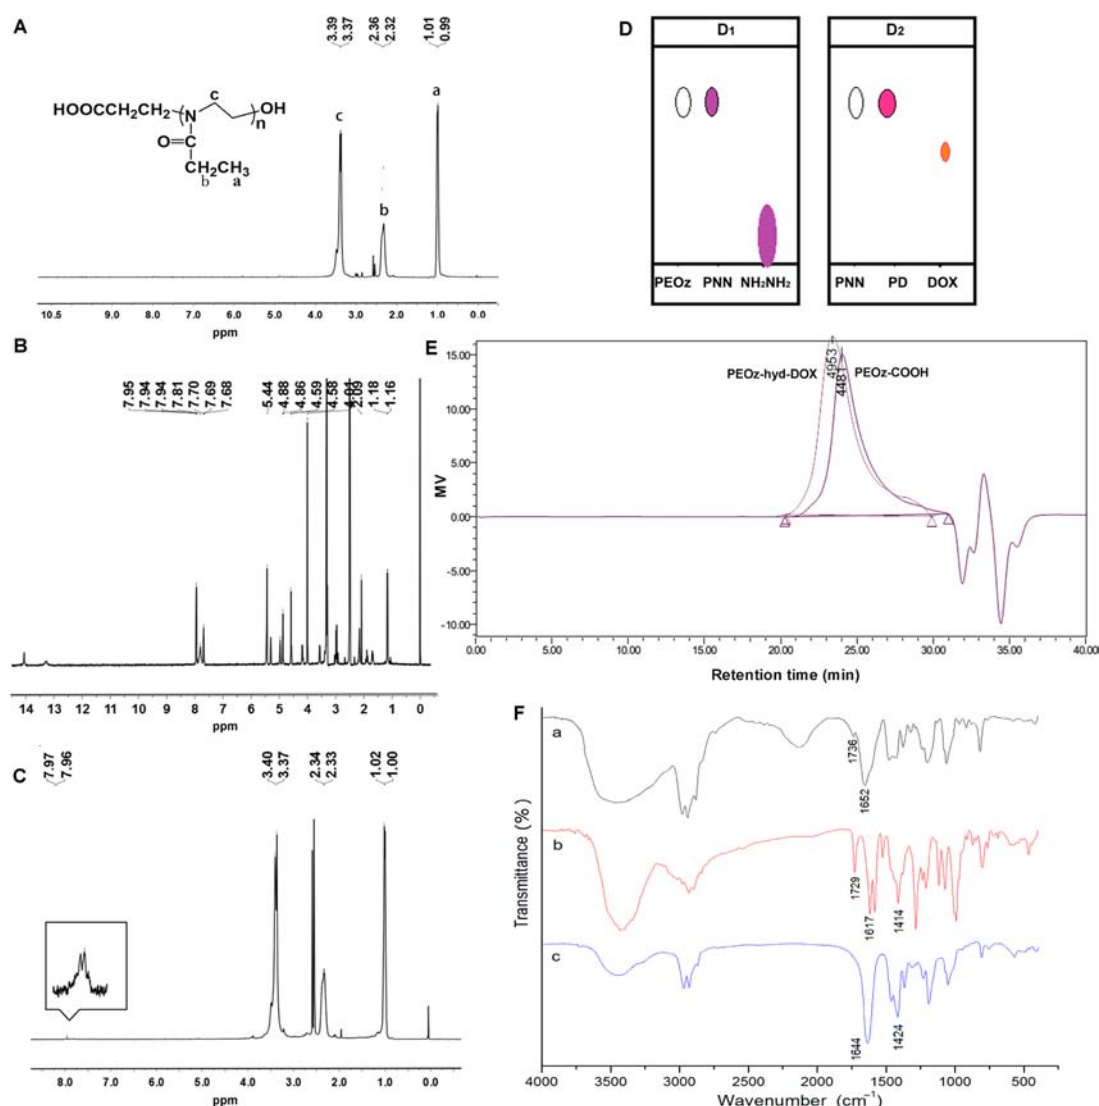 A
3.39
3.37
2.36
2.32
1.01
0.99
HOOCCH2CH2
N
c
n
OH
O
CH2CH3
b
a
c
b
a
10.5 9.0 8.0 7.0 6.0 5.0 4.0 3.0 2.0 1.0 0.0
ppm
B
7.95
7.94
7.94
7.81
7.70
7.69
7.68
5.44
4.88
4.86
4.59
4.58
4.01
2.09
1.18
1.16
14 13 12 11 10 9 8 7 6 5 4 3 2 1 0
ppm
C
7.97
7.96
3.40
3.37
2.34
2.33
1.02
1.00
8.0 7.0 6.0 5.0 4.0 3.0 2.0 1.0 0.0
ppm
D
D1
PEOz PNN NH2NH2
D2
PNN PD DOX
E
MV
15.00
10.00
5.00
0.00
-5.00
-10.00
PEOz-hyd-DOX
4953
4481
PEOz-COOH
0.00 5.00 10.00 15.00 20.00 25.00 30.00 35.00 40.00
Retention time (min)
F
Transmittance (%)
a
1736
1652
b
1729
1617
1414
c
1644
1424
4000 3500 3000 2500 2000 1500 1000 500
Wavenumber (cm⁻¹)